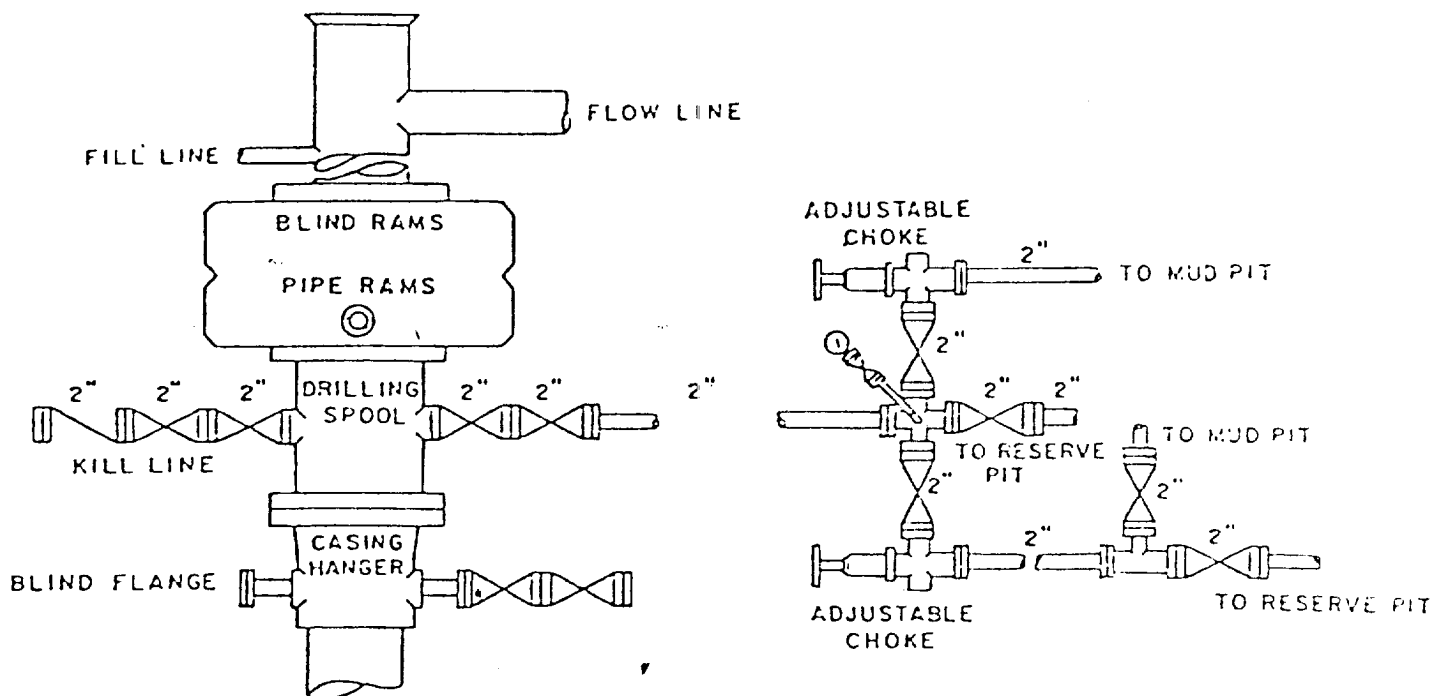 FLOW LINE
FILL LINE
BLIND RAMS
PIPE RAMS
2" 2" 2"
DRILLING
SPOOL
2" 2" 2"
KILL LINE
CASING
HANGER
BLIND FLANGE
ADJUSTABLE
CHOKE
2"
TO MUD PIT
2"
2" 2"
TO RESERVE
PIT
TO MUD PIT
2"
2"
2"
2"
TO RESERVE PIT
ADJUSTABLE
CHOKE